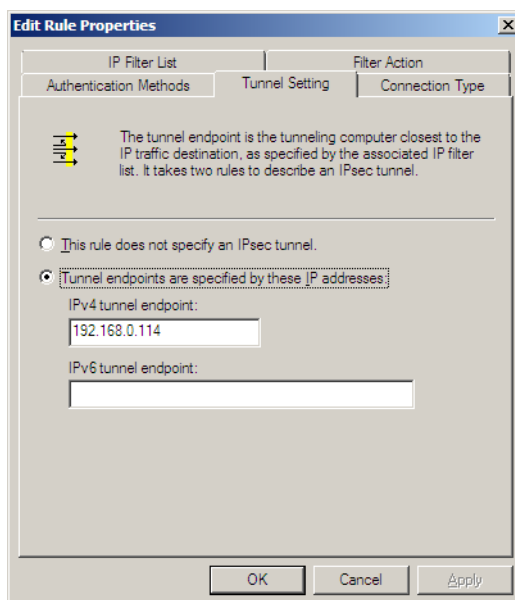 Edit Rule Properties
IP Filter List
Filter Action
Authentication Methods
Tunnel Setting
Connection Type
The tunnel endpoint is the tunneling computer closest to the
IP traffic destination, as specified by the associated IP filter
list. It takes two rules to describe an IPsec tunnel.
This rule does not specify an IPsec tunnel.
Tunnel endpoints are specified by these IP addresses:
IPv4 tunnel endpoint:
192.168.0.114
IPv6 tunnel endpoint:
OK
Cancel
Apply